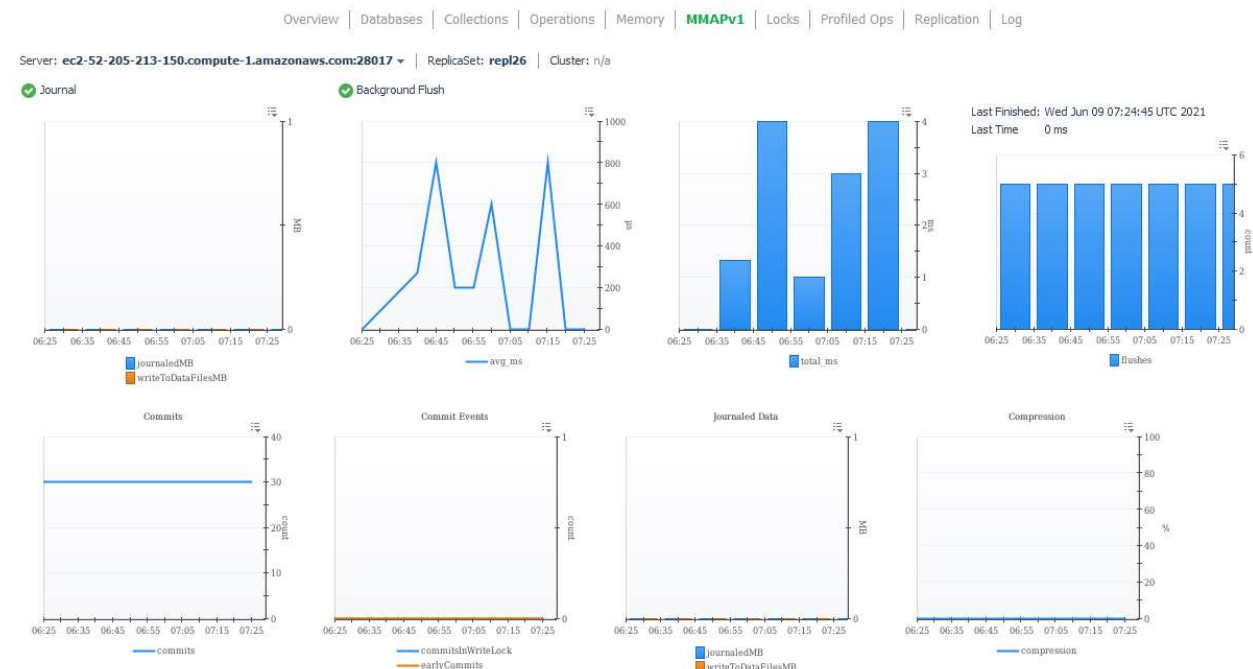 Overview | Databases | Collections | Operations | Memory | MMAPv1 | Locks | Profiled Ops | Replication | Log
Server: ec2-52-205-213-150.compute-1.amazonaws.com:28017 | ReplicaSet: repl26 | Cluster: n/a
Journal
1
MB
0
06:25 06:35 06:45 06:55 07:05 07:15 07:25
journaledMB
writeToDataFilesMB
Background Flush
1000
800
600
µs
400
200
0
06:25 06:35 06:45 06:55 07:05 07:15 07:25
avg_ms
4
3
2
ms
1
0
06:25 06:35 06:45 06:55 07:05 07:15 07:25
total_ms
Last Finished: Wed Jun 09 07:24:45 UTC 2021
Last Time 0 ms
6
4
count
2
0
06:25 06:35 06:45 06:55 07:05 07:15 07:25
flushes
Commits
40
30
20
count
10
0
06:25 06:35 06:45 06:55 07:05 07:15 07:25
commits
Commit Events
1
count
0
06:25 06:35 06:45 06:55 07:05 07:15 07:25
commitsInWriteLock
earlyCommits
Journaled Data
1
MB
0
06:25 06:35 06:45 06:55 07:05 07:15 07:25
journaledMB
writeToDataFilesMB
Compression
100
80
60
%
40
20
0
06:25 06:35 06:45 06:55 07:05 07:15 07:25
compression